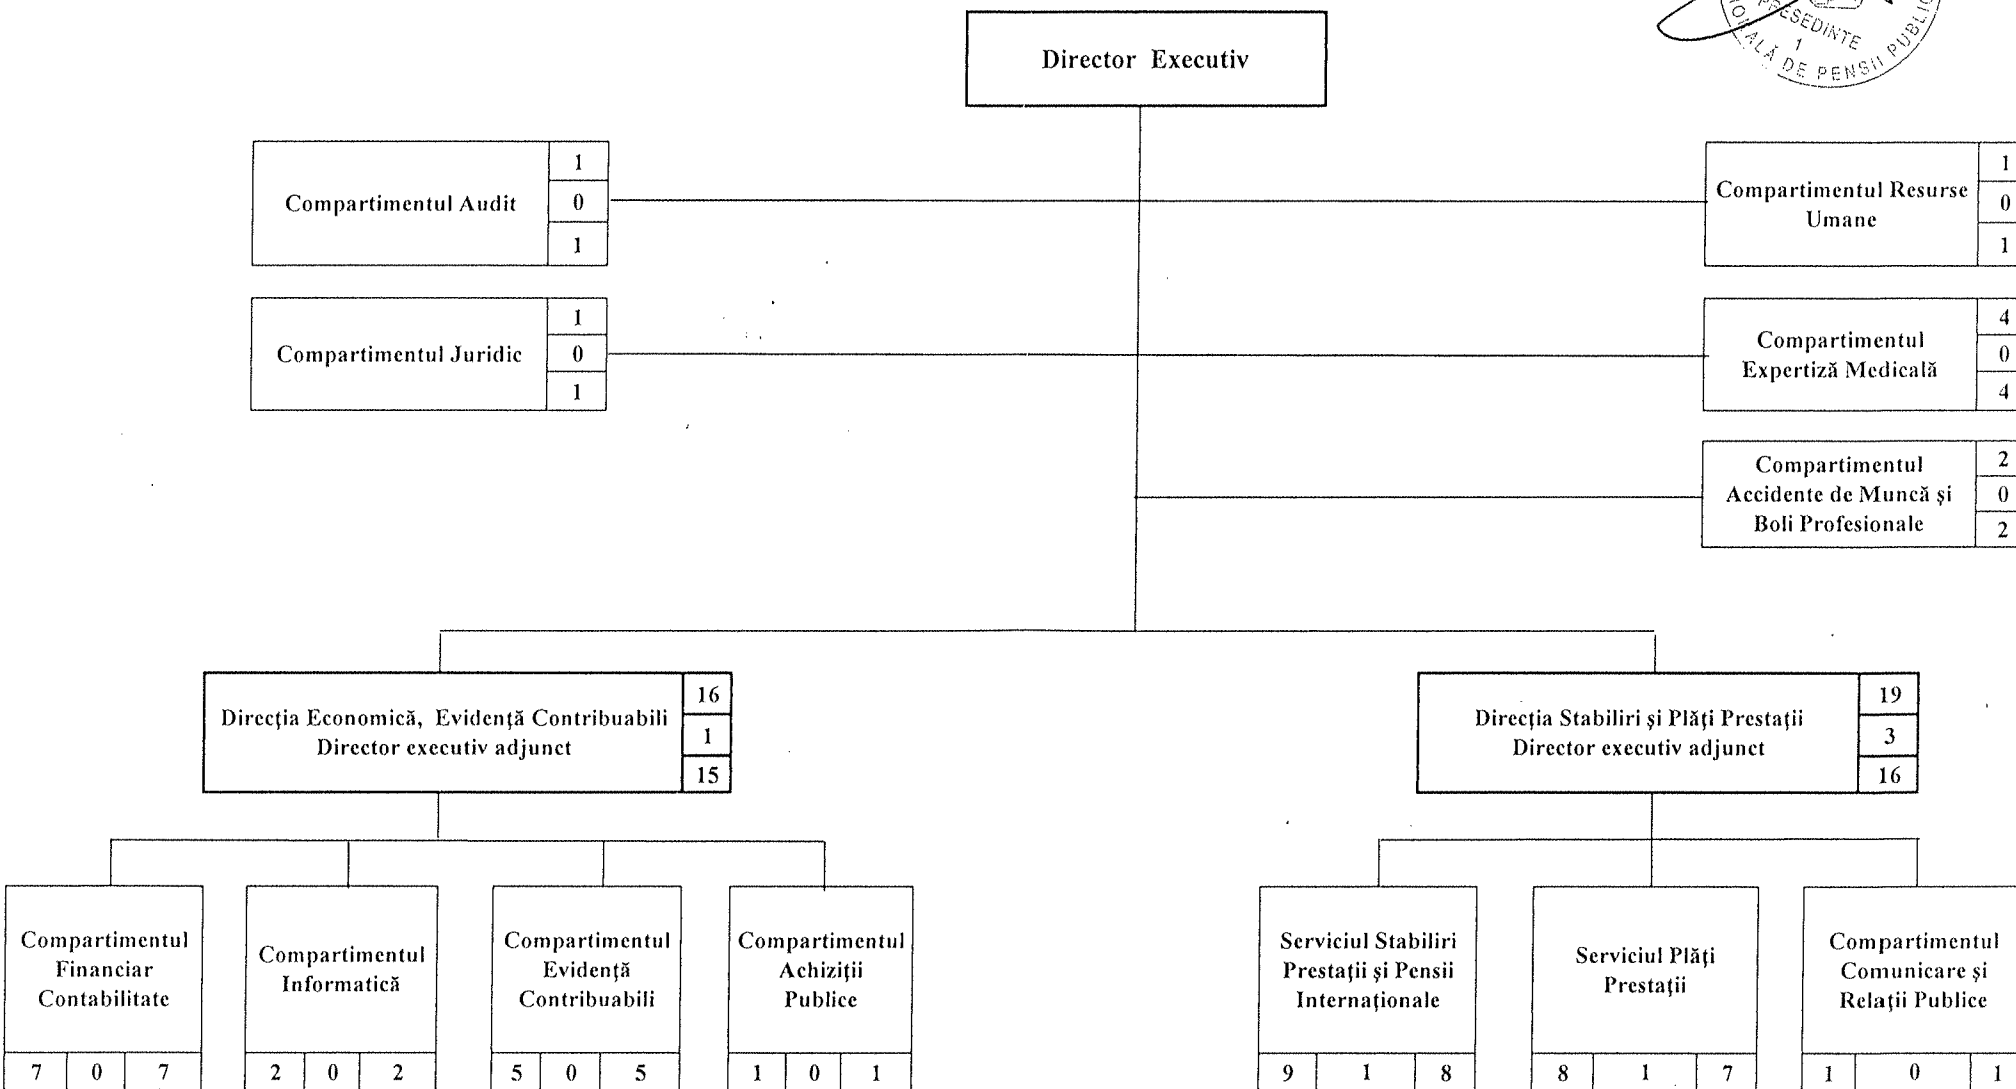 PRESEDINTE
1
DE PENSII PUBLIC
Director Executiv
Compartimentul Audit
1
0
1
Compartimentul Resurse
Umane
1
0
1
Compartimentul Juridic
1
0
1
Compartimentul
Expertiză Medicală
4
0
4
Compartimentul
Accidente de Muncă și
Boli Profesionale
2
0
2
Direcția Economică, Evidență Contribuabili
Director executiv adjunct
16
1
15
Direcția Stabiliri și Plăți Prestații
Director executiv adjunct
19
3
16
Compartimentul
Financiar
Contabilitate
7 0 7
Compartimentul
Informatică
2 0 2
Compartimentul
Evidență
Contribuabili
5 0 5
Compartimentul
Achiziții
Publice
1 0 1
Serviciul Stabiliri
Prestații și Pensii
Internaționale
9 1 8
Serviciul Plăți
Prestații
8 1 7
Compartimentul
Comunicare și
Relații Publice
1 0 1